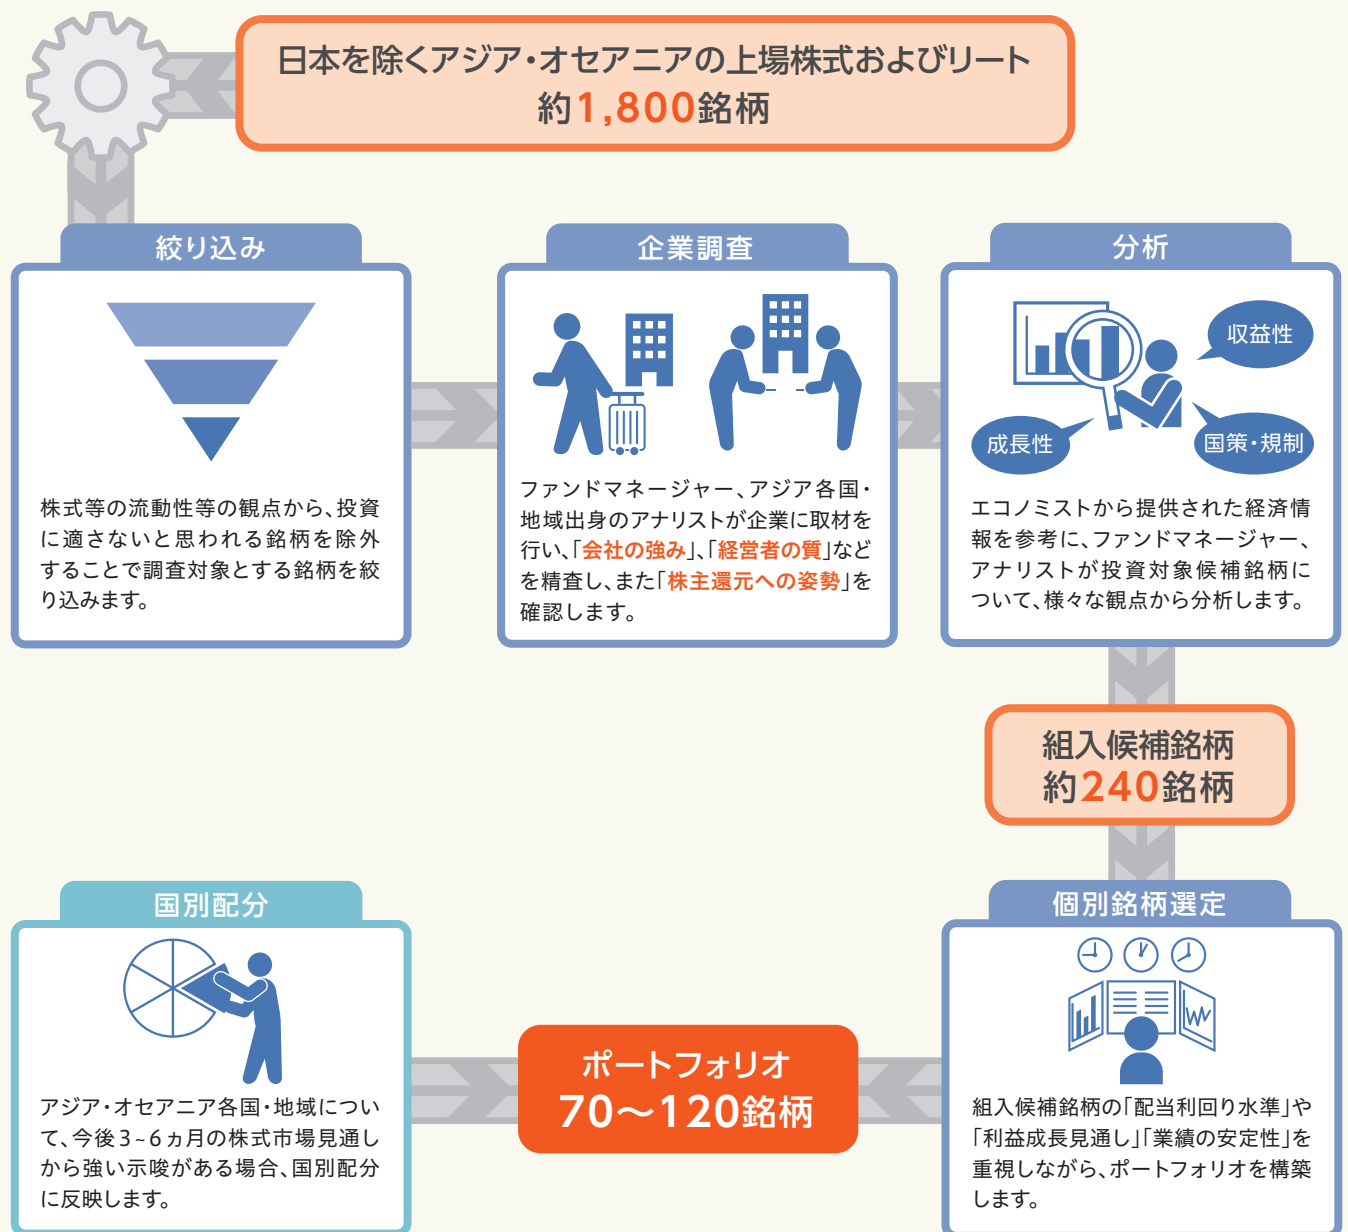 日本を除くアジア・オセアニアの上場株式およびリート
約1,800銘柄
絞り込み
株式等の流動性等の観点から、投資
に適さないと思われる銘柄を除外
することで調査対象とする銘柄を絞
り込みます。
企業調査
ファンドマネージャー、アジア各国・
地域出身のアナリストが企業に取材を
行い、「会社の強み」、「経営者の質」など
を精査し、また「株主還元への姿勢」を
確認します。
分析
収益性
成長性
国策・規制
エコノミストから提供された経済情
報を参考に、ファンドマネージャー、
アナリストが投資対象候補銘柄に
ついて、様々な観点から分析します。
組入候補銘柄
約240銘柄
個別銘柄選定
組入候補銘柄の「配当利回り水準」や
「利益成長見通し」「業績の安定性」を
重視しながら、ポートフォリオを構築
します。
ポートフォリオ
70～120銘柄
国別配分
アジア・オセアニア各国・地域につい
て、今後3~6ヵ月の株式市場見通し
から強い示唆がある場合、国別配分
に反映します。